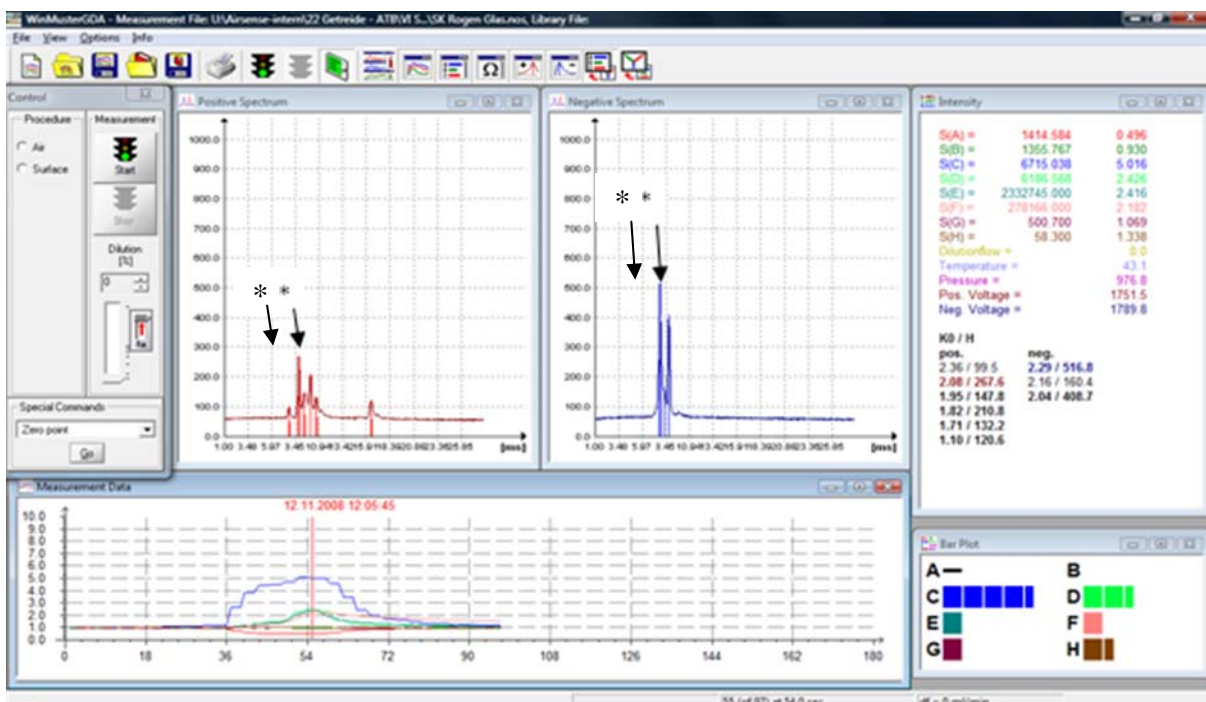 WinMusterGDA - Measurement File: U:\Airsense-intern\22 Getreide - ATB\VI S...\SK Rogen Glas.nos, Library File:
File View Options Info
Control
Procedure
Measurement
Air
Surface
Start
Stop
Dilution
[%]
0
Special Commands
Zero point
Go
Positive Spectrum
1000.0
900.0
800.0
700.0
600.0
500.0
* *
400.0
300.0
200.0
100.0
0.0
[ms]
Negative Spectrum
1000.0
900.0
800.0
* *
700.0
600.0
500.0
400.0
300.0
200.0
100.0
0.0
[ms]
Intensity
S(A) = 1414.584 0.496
S(B) = 1355.767 0.930
S(C) = 6715.038 5.016
S(D) = 6186.568 2.426
S(E) = 2332745.000 2.416
S(F) = 278166.000 2.182
S(G) = 500.700 1.069
S(H) = 58.300 1.338
Dilutionflow = 0.0
Temperature = 43.1
Pressure = 976.8
Pos. Voltage = 1751.5
Neg. Voltage = 1789.8
K0 / H
pos. neg.
2.36 / 99.5 2.29 / 516.8
2.08 / 267.6 2.16 / 160.4
1.95 / 147.8 2.04 / 408.7
1.82 / 210.8
1.71 / 132.2
1.10 / 120.6
Measurement Data
12.11.2008 12:05:45
10.0
9.0
8.0
7.0
6.0
5.0
4.0
3.0
2.0
1.0
0.0
0 18 36 54 72 90 108 126 144 162 180
Bar Plot
A B
C D
E F
G H